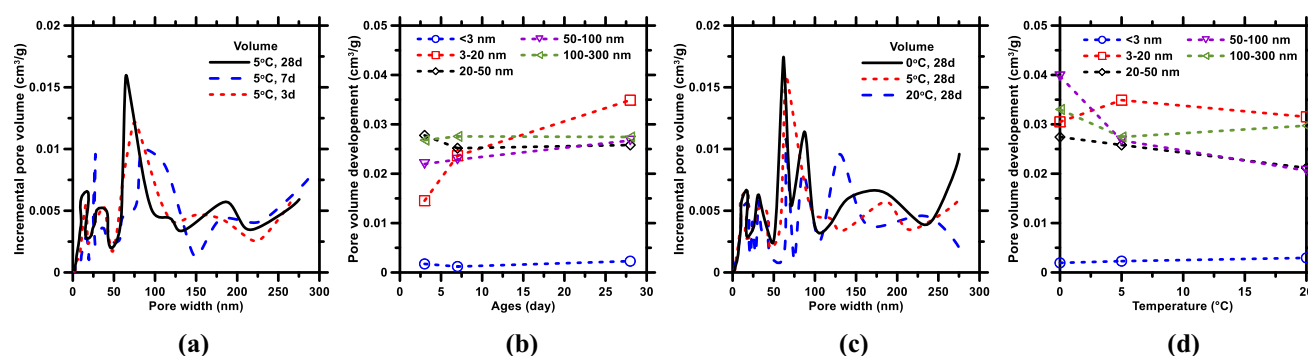 Incremental pore volume (cm³/g)
0.02
0.015
0.01
0.005
0
Volume
5°C, 28d
5°C, 7d
5°C, 3d
0 50 100 150 200 250 300
Pore width (nm)
(a)
Pore volume developement (cm³/g)
0.05
0.04
0.03
0.02
0.01
0
<3 nm
3-20 nm
20-50 nm
50-100 nm
100-300 nm
0 5 10 15 20 25 30
Ages (day)
(b)
Incremental pore volume (cm³/g)
0.02
0.015
0.01
0.005
0
Volume
0°C, 28d
5°C, 28d
20°C, 28d
0 50 100 150 200 250 300
Pore width (nm)
(c)
Pore volume developement (cm³/g)
0.05
0.04
0.03
0.02
0.01
0
<3 nm
3-20 nm
20-50 nm
50-100 nm
100-300 nm
0 5 10 15 20
Temperature (°C)
(d)